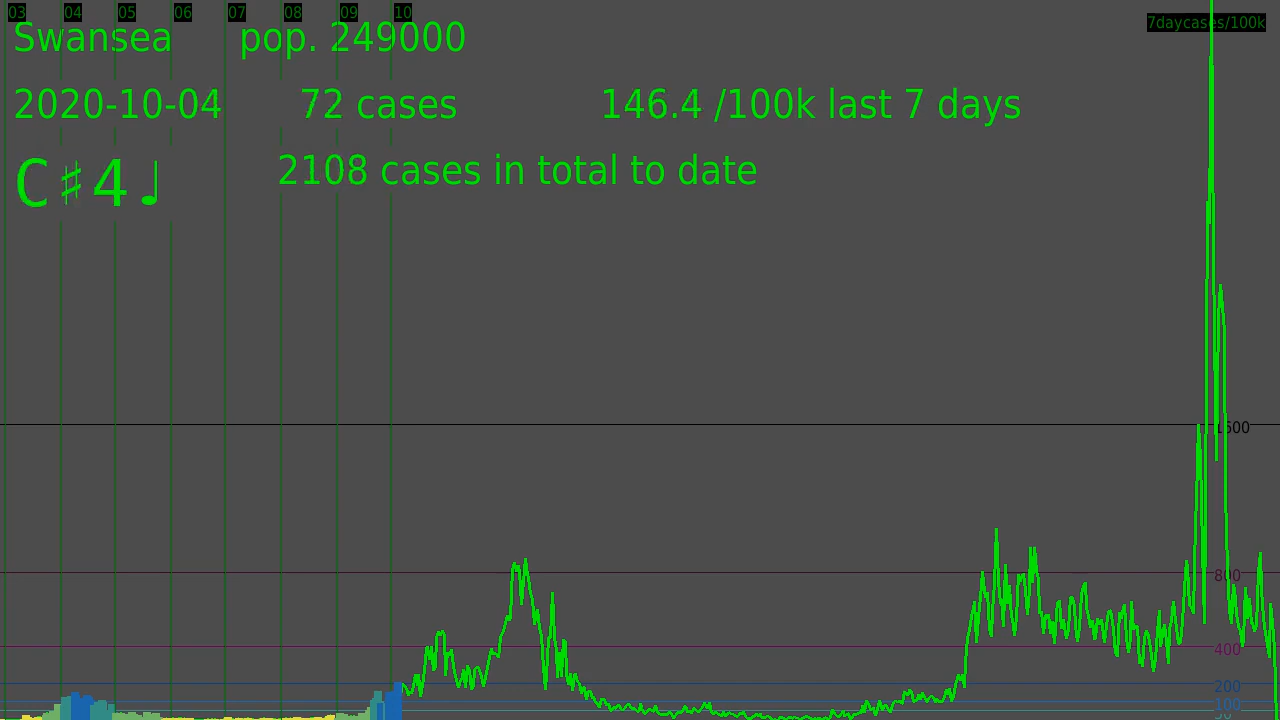 03 04 05 06 07 08 09 10
7daycases/100k
Swansea pop. 249000
2020-10-04 72 cases 146.4 /100k last 7 days
C♯4♩ 2108 cases in total to date
1500
800
400
200
100